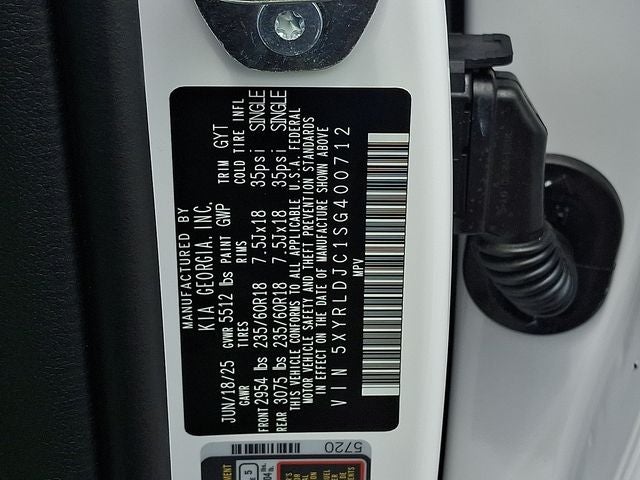 MANUFACTURED BY
KIA GEORGIA, INC.
JUN/18/25 GVWR 5512 lbs PAINT GWP TRIM GYT
GAWR TIRES RIMS COLD TIRE INFL
FRONT 2954 lbs 235/60R18 7.5Jx18 35psi SINGLE
REAR 3075 lbs 235/60R18 7.5Jx18 35psi SINGLE
THIS VEHICLE CONFORMS TO ALL APPLICABLE U.S.A. FEDERAL
MOTOR VEHICLE SAFETY AND THEFT PREVENTION STANDARDS
IN EFFECT ON THE DATE OF MANUFACTURE SHOWN ABOVE
VIN 5XYRLDJC1SG400712
MPV
5720